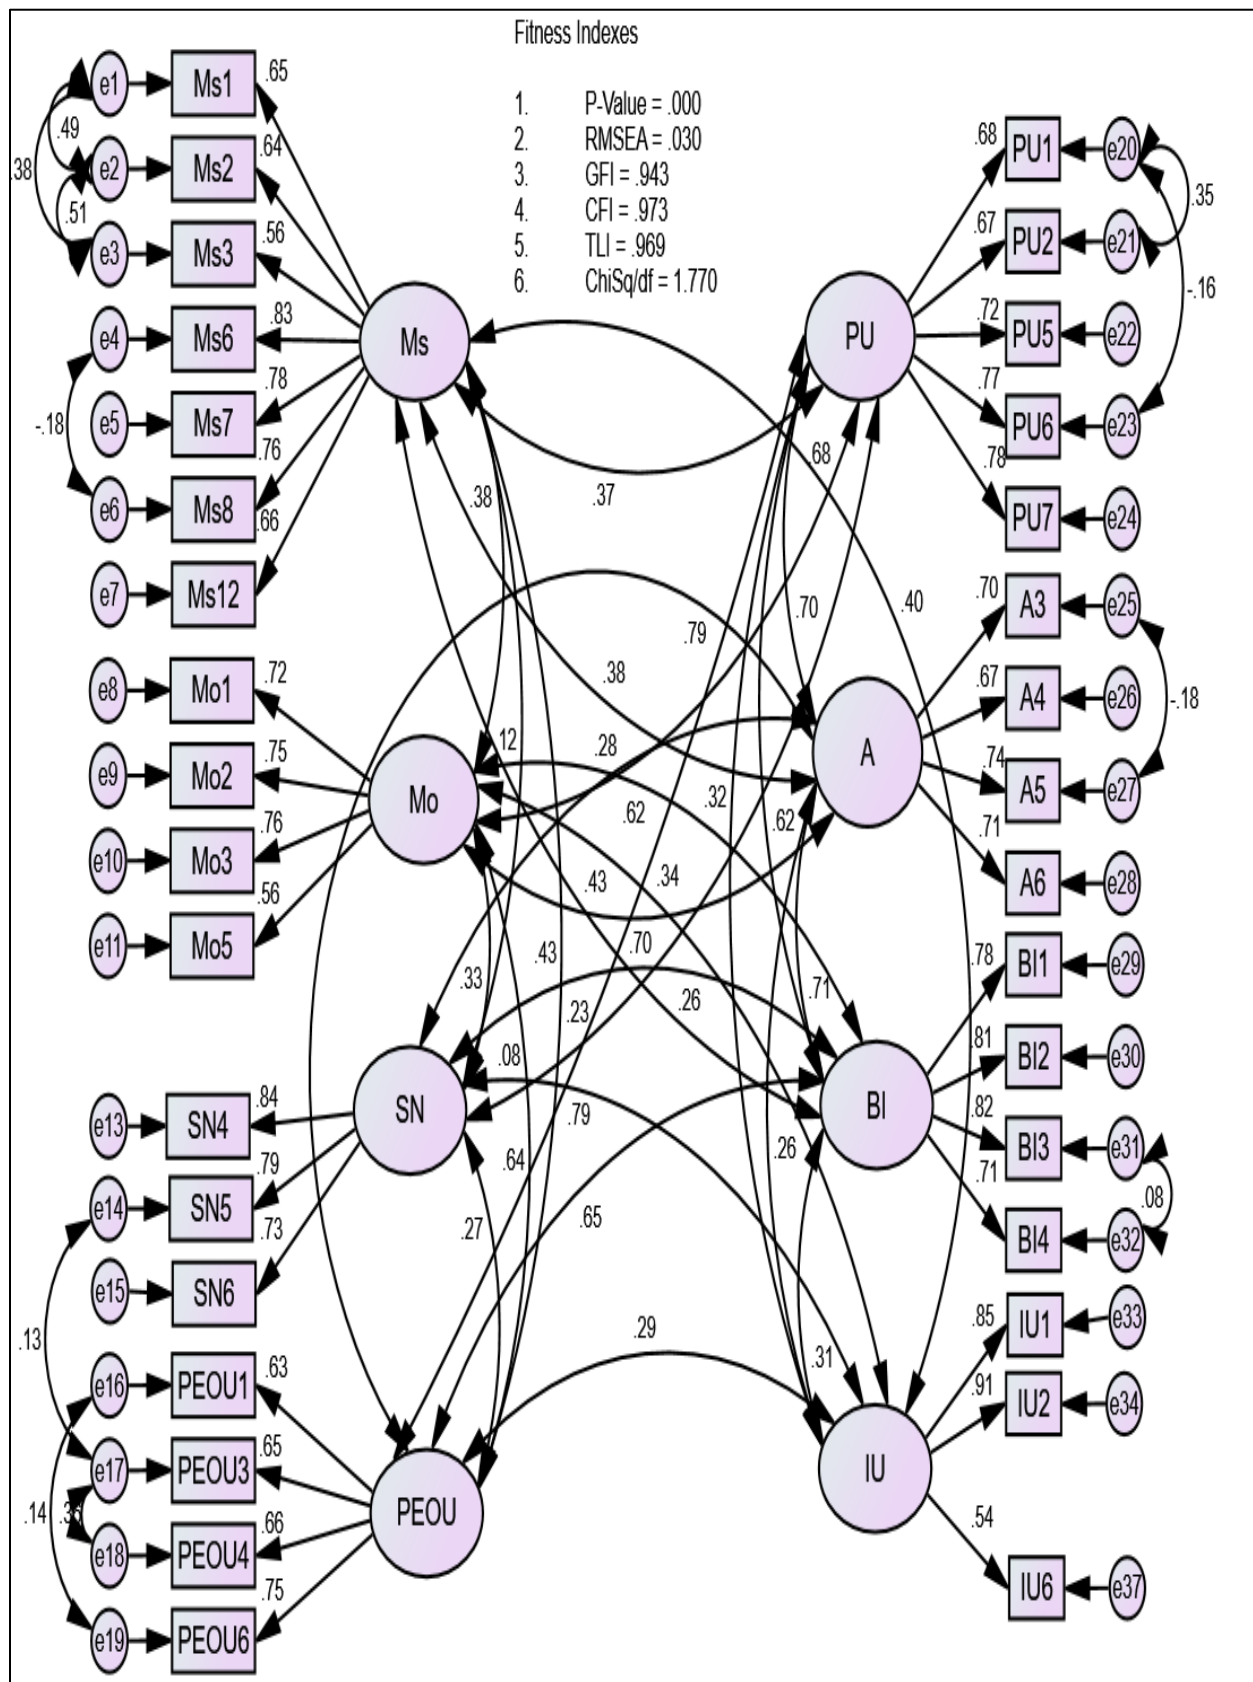 Fitness Indexes
1. P-Value = .000
2. RMSEA = .030
3. GFI = .943
4. CFI = .973
5. TLI = .969
6. ChiSq/df = 1.770
e1 Ms1 .65
.49
e2 Ms2 .64
.38
.51
e3 Ms3 .56
e4 Ms6 .83
e5 Ms7 .78
-.18
e6 Ms8 .76
e7 Ms12 .66
Ms
e8 Mo1 .72
e9 Mo2 .75
e10 Mo3 .76
e11 Mo5 .56
Mo
e13 SN4 .84
e14 SN5 .79
e15 SN6 .73
SN
.13
e16 PEOU1 .63
e17 PEOU3 .65
.14
e18 PEOU4 .66
e19 PEOU6 .75
PEOU
.68 PU1 e20
.35
.67 PU2 e21
-.16
.72 PU5 e22
.77 PU6 e23
.78 PU7 e24
PU
.70 A3 e25
.67 A4 e26
-.18
.74 A5 e27
.71 A6 e28
A
.78 BI1 e29
.81 BI2 e30
.82 BI3 e31
.08
.71 BI4 e32
BI
.85 IU1 e33
.91 IU2 e34
.54 IU6 e37
IU
.68
.38
.37
.40
.70
.79
.38
.12
.28
.62
.32
.62
.43
.34
.70
.33
.43
.71
.23
.26
.08
.79
.64
.26
.27
.65
.29
.31